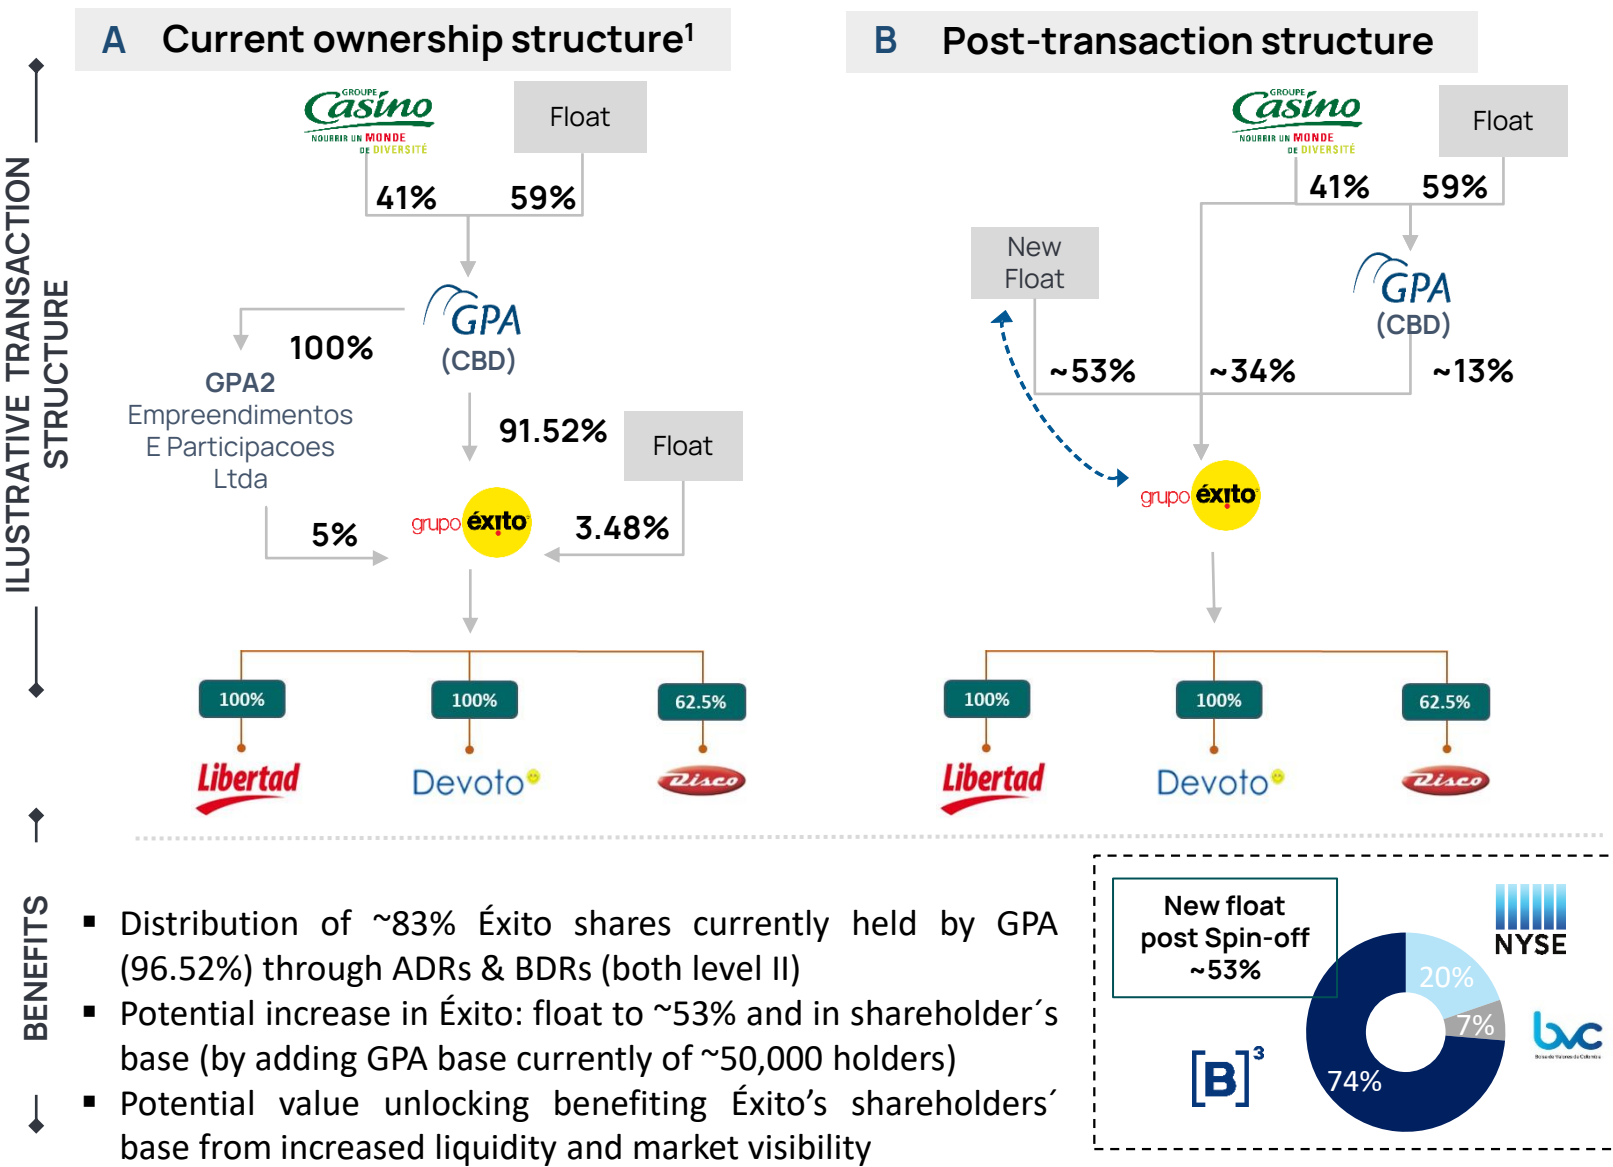 A Current ownership structure¹
B Post-transaction structure
ILUSTRATIVE TRANSACTION
STRUCTURE
GROUPE
Casino
NOURRIR UN MONDE
DE DIVERSITÉ
Float
41%
59%
GPA
(CBD)
100%
GPA2
Empreendimentos
E Participacoes
Ltda
91.52%
Float
5%
grupo éxito
3.48%
100%
100%
62.5%
Libertad
Devoto
Disco
GROUPE
Casino
NOURRIR UN MONDE
DE DIVERSITÉ
Float
41%
59%
New
Float
GPA
(CBD)
~53%
~34%
~13%
grupo éxito
100%
100%
62.5%
Libertad
Devoto
Disco
BENEFITS
▪ Distribution of ~83% Éxito shares currently held by GPA
(96.52%) through ADRs & BDRs (both level II)
▪ Potential increase in Éxito: float to ~53% and in shareholder´s
base (by adding GPA base currently of ~50,000 holders)
▪ Potential value unlocking benefiting Éxito’s shareholders´
base from increased liquidity and market visibility
New float
post Spin-off
~53%
NYSE
20%
7%
bvc
Bolsa de Valores de Colombia
[B]³
74%